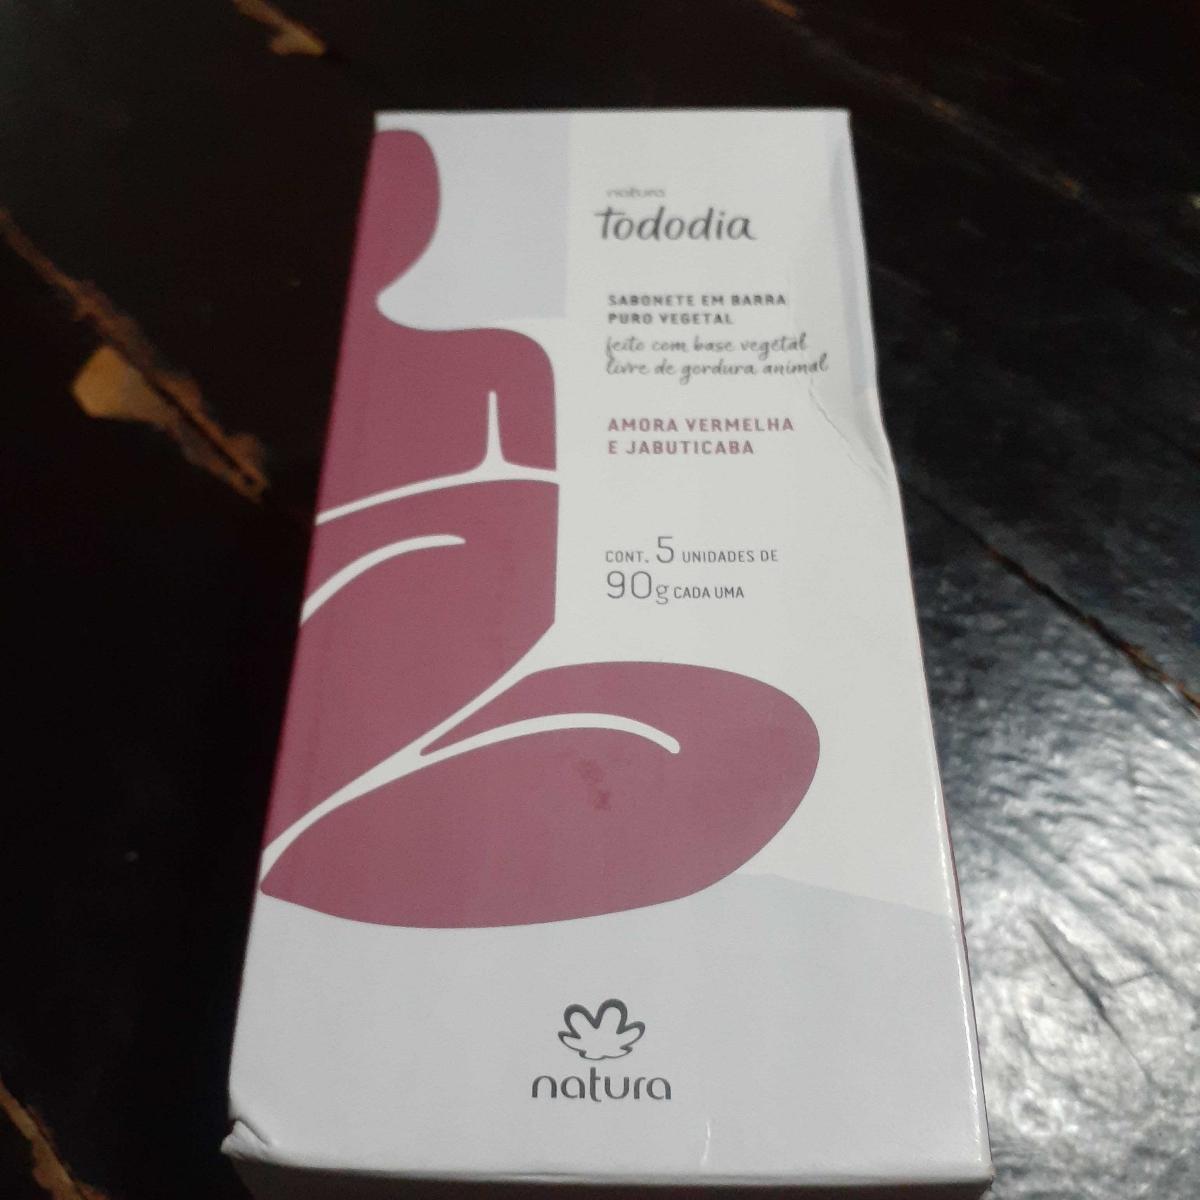 natura
tododia
SABONETE EM BARRA
PURO VEGETAL
feito com base vegetal
livre de gordura animal
AMORA VERMELHA
E JABUTICABA
CONT. 5 UNIDADES DE
90g CADA UMA
natura